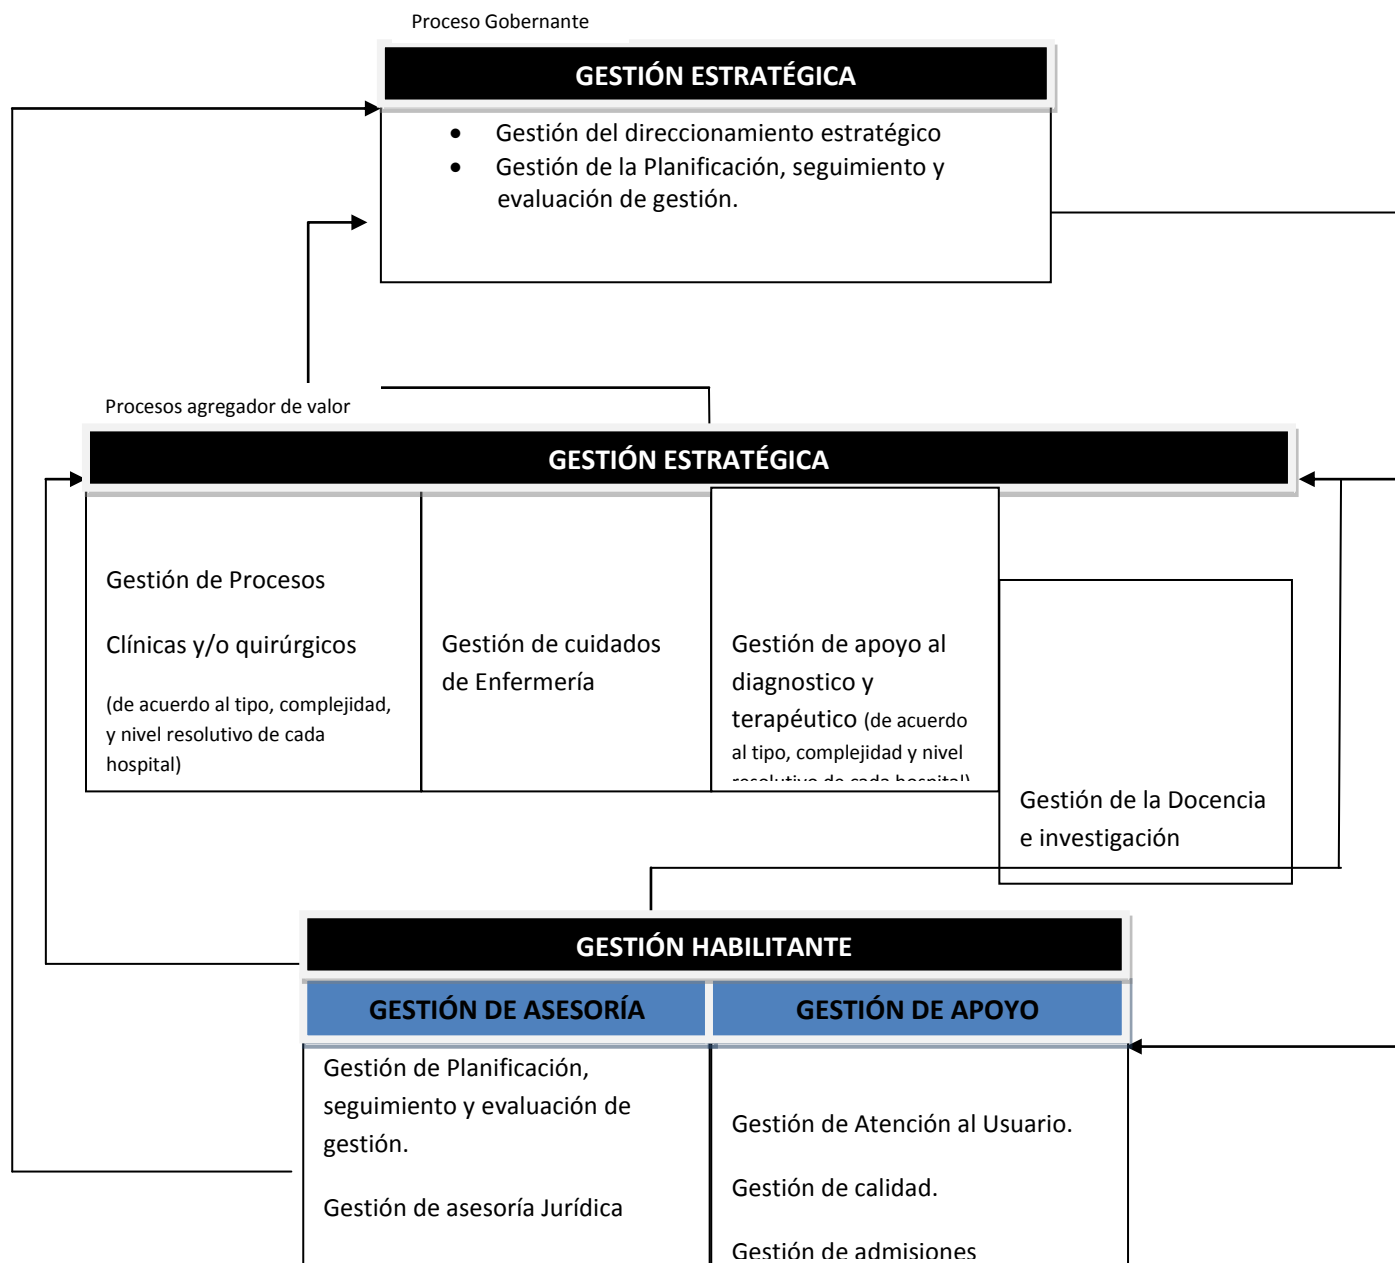 Proceso Gobernante
GESTIÓN ESTRATÉGICA
• Gestión del direccionamiento estratégico
• Gestión de la Planificación, seguimiento y
evaluación de gestión.
Procesos agregador de valor
GESTIÓN ESTRATÉGICA
Gestión de Procesos
Clínicas y/o quirúrgicos
(de acuerdo al tipo, complejidad,
y nivel resolutivo de cada
hospital)
Gestión de cuidados
de Enfermería
Gestión de apoyo al
diagnostico y
terapéutico (de acuerdo
al tipo, complejidad y nivel
resolutivo de cada hospital)
Gestión de la Docencia
e investigación
GESTIÓN HABILITANTE
GESTIÓN DE ASESORÍA
GESTIÓN DE APOYO
Gestión de Planificación,
seguimiento y evaluación de
gestión.
Gestión de asesoría Jurídica
Gestión de Atención al Usuario.
Gestión de calidad.
Gestión de admisiones